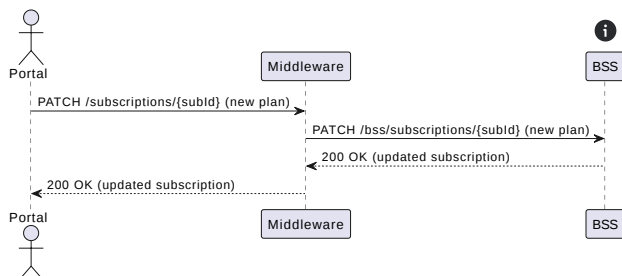 Portal
Middleware
BSS
PATCH /subscriptions/{subId} (new plan)
PATCH /bss/subscriptions/{subId} (new plan)
200 OK (updated subscription)
200 OK (updated subscription)
Portal
Middleware
BSS